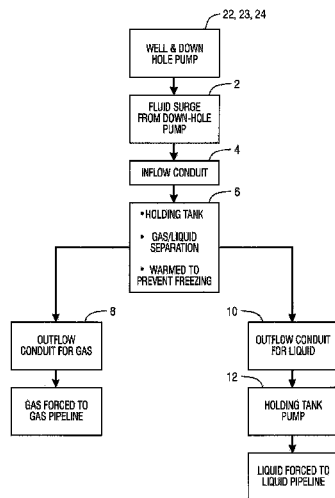 22, 23, 24
WELL & DOWN
HOLE PUMP
2
FLUID SURGE
FROM DOWN-HOLE
PUMP
4
INFLOW CONDUIT
6
•HOLDING TANK
• GAS/LIQUID
SEPARATION
• WARMED TO
PREVENT FREEZING
8
OUTFLOW
CONDUIT FOR GAS
GAS FORCED TO
GAS PIPELINE
10
OUTFLOW CONDUIT
FOR LIQUID
12
HOLDING TANK
PUMP
LIQUID FORCED TO
LIQUID PIPELINE